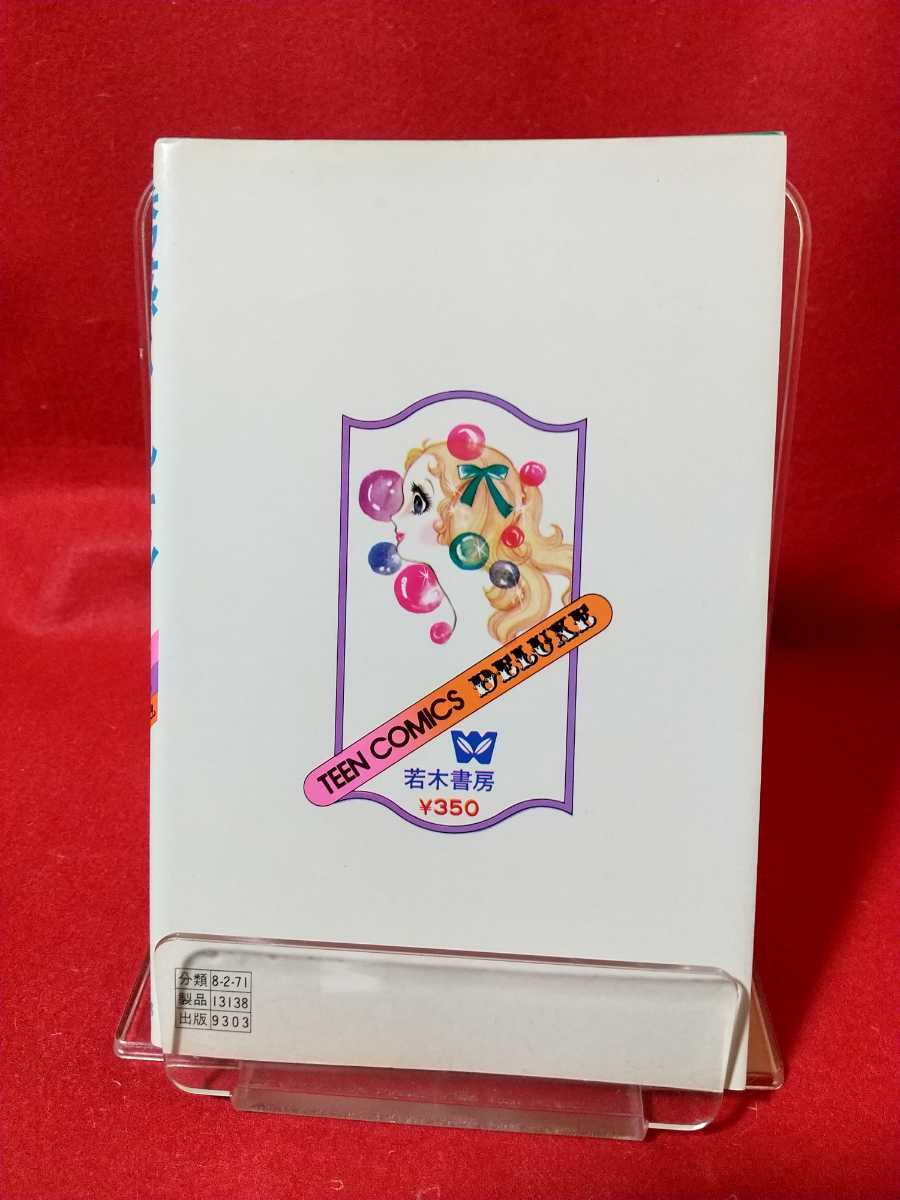 TEEN COMICS DELUXE
若木書房
¥350
分類 8-2-71
製品 13138
出版 9303